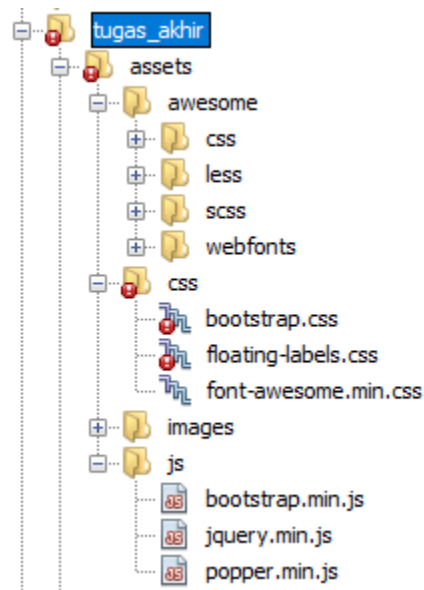 tugas_akhir
assets
awesome
css
less
scss
webfonts
css
bootstrap.css
floating-labels.css
font-awesome.min.css
images
js
bootstrap.min.js
jquery.min.js
popper.min.js